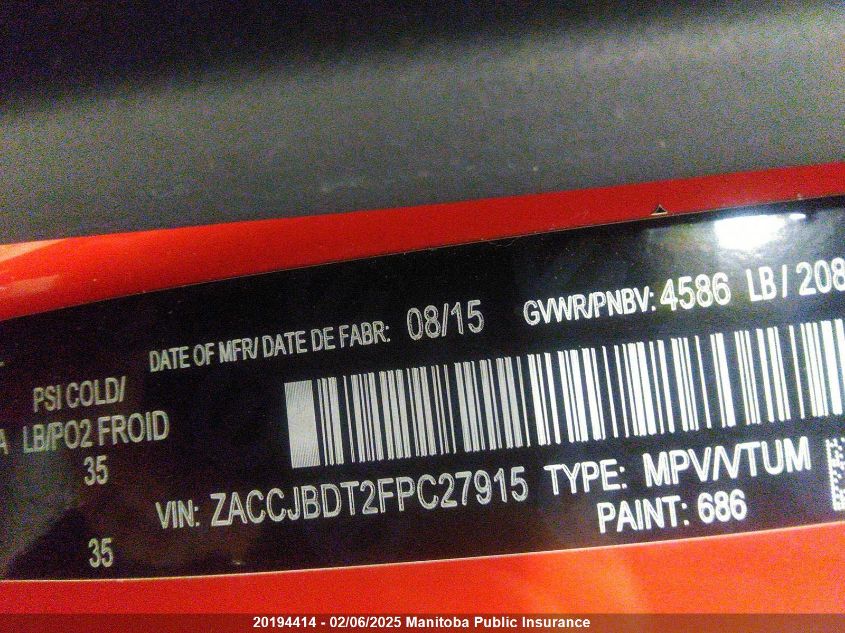 DATE OF MFR/ DATE DE FABR: 08/15 GVWR/PNBV: 4586 LB /
PSI COLD/
LB/PO2 FROID
35
VIN: ZACCJBDT2FPC27915 TYPE: MPV/VTUM
PAINT: 686
35
20194414 - 02/06/2025 Manitoba Public Insurance